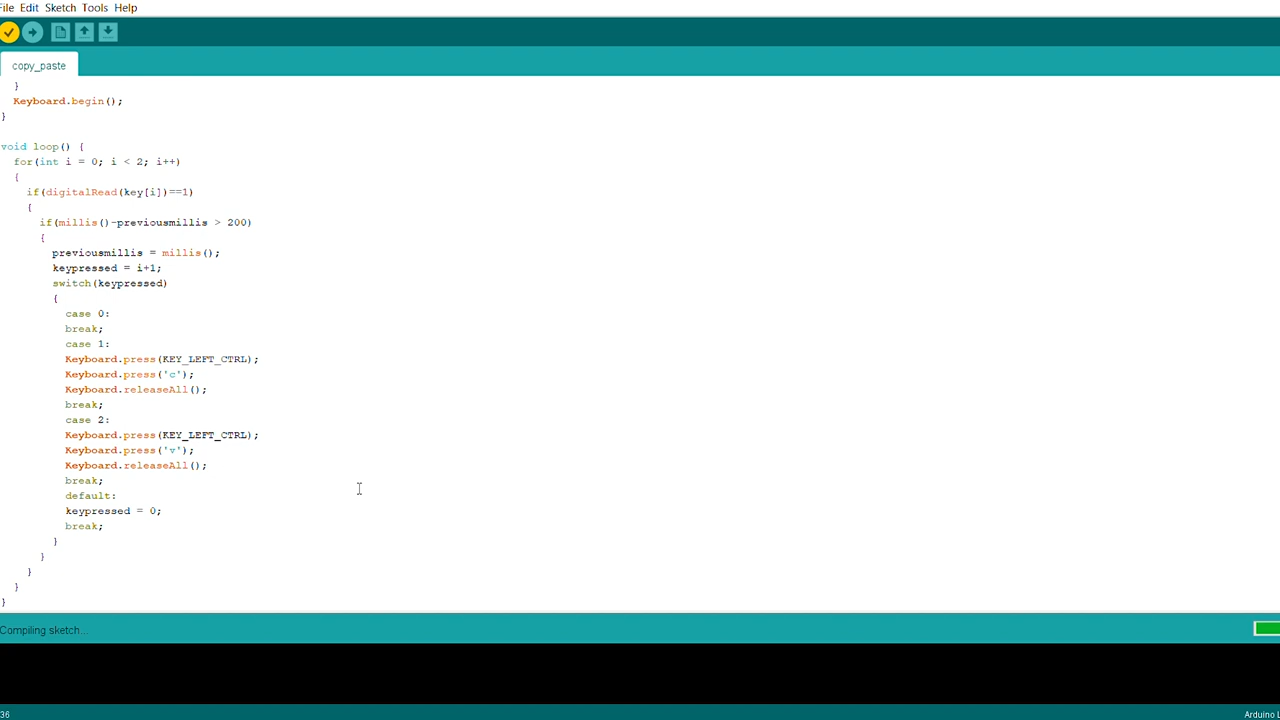 File Edit Sketch Tools Help
copy_paste
}
Keyboard.begin();
}
void loop() {
for(int i = 0; i < 2; i++)
{
if(digitalRead(key[i])==1)
{
if(millis()-previousmillis > 200)
{
previousmillis = millis();
keypressed = i+1;
switch(keypressed)
{
case 0:
break;
case 1:
Keyboard.press(KEY_LEFT_CTRL);
Keyboard.press('c');
Keyboard.releaseAll();
break;
case 2:
Keyboard.press(KEY_LEFT_CTRL);
Keyboard.press('v');
Keyboard.releaseAll();
break;
default:
keypressed = 0;
break;
}
}
}
}
}
Compiling sketch...
36
Arduino L